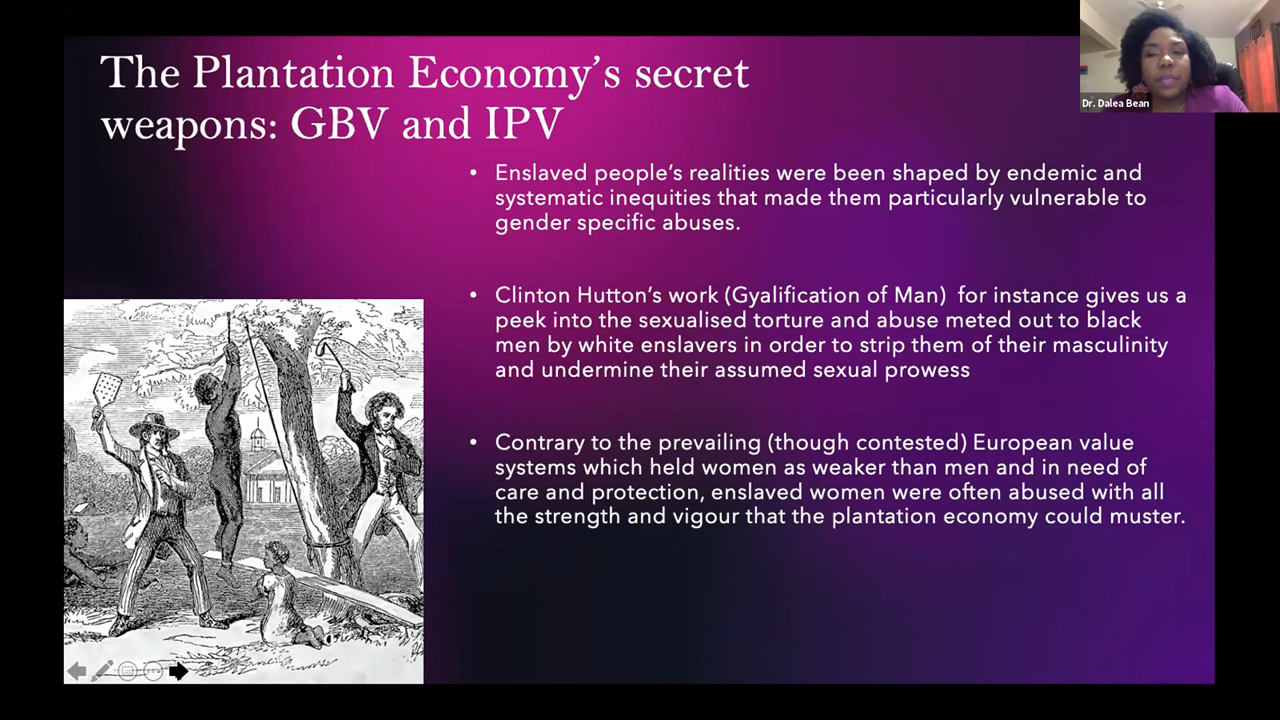 The Plantation Economy's secret
weapons: GBV and IPV
Dr. Dalea Bean
• Enslaved people's realities were been shaped by endemic and
systematic inequities that made them particularly vulnerable to
gender specific abuses.
• Clinton Hutton's work (Gyalification of Man)  for instance gives us a
peek into the sexualised torture and abuse meted out to black
men by white enslavers in order to strip them of their masculinity
and undermine their assumed sexual prowess
• Contrary to the prevailing (though contested) European value
systems which held women as weaker than men and in need of
care and protection, enslaved women were often abused with all
the strength and vigour that the plantation economy could muster.